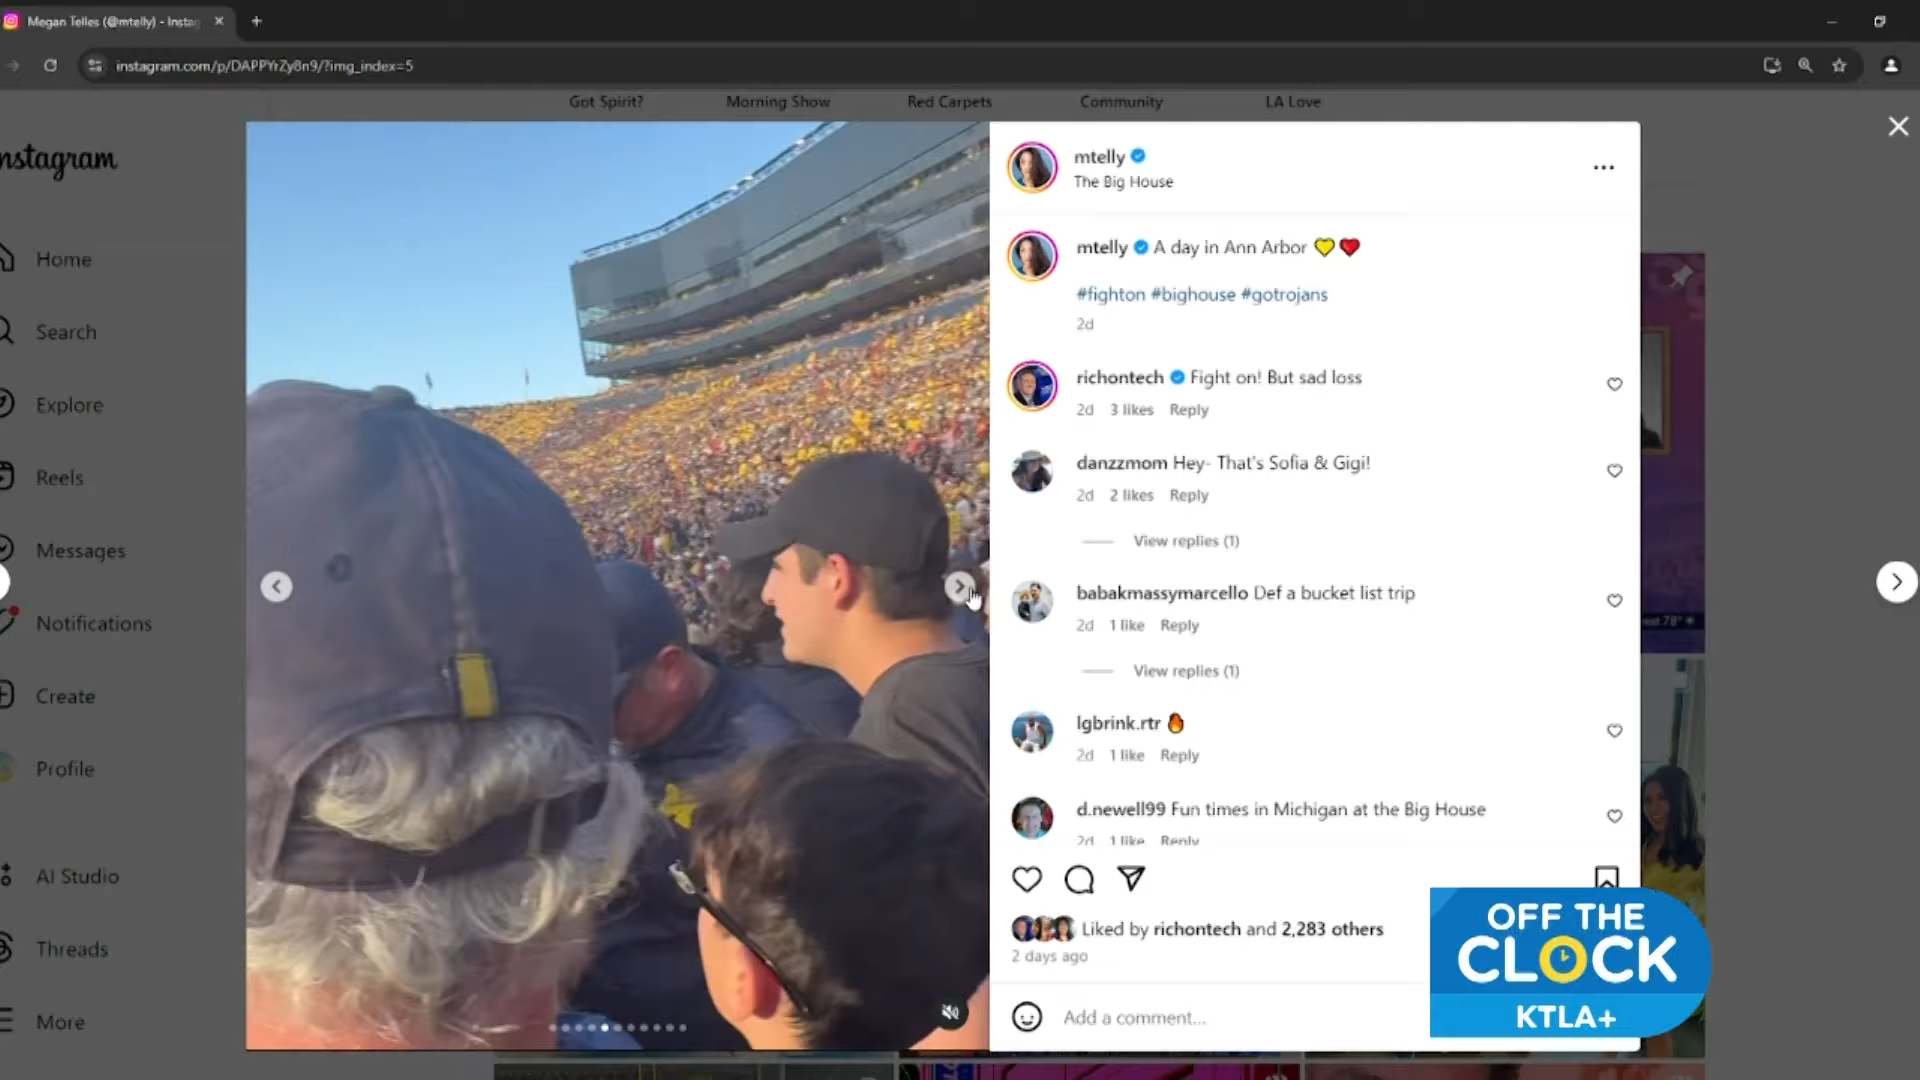 Megan Telles (@mtelly) - Instag
instagram.com/p/DAPPYrZy8n9/?img_index=5
Got Spirit?
Morning Show
Red Carpets
Community
LA Love
nstagram
Home
Search
Explore
Reels
Messages
Notifications
Create
Profile
AI Studio
Threads
More
mtelly
The Big House
mtelly A day in Ann Arbor 💛❤️
#fighton #bighouse #gotrojans
2d
richontech Fight on! But sad loss
2d 3 likes Reply
danzzmom Hey- That's Sofia & Gigi!
2d 2 likes Reply
View replies (1)
babakmassymarcello Def a bucket list trip
2d 1 like Reply
View replies (1)
lgbrink.rtr 🔥
2d 1 like Reply
d.newell99 Fun times in Michigan at the Big House
2d 1 like Reply
Liked by richontech and 2,283 others
2 days ago
Add a comment...
OFF THE
CLOCK
KTLA+